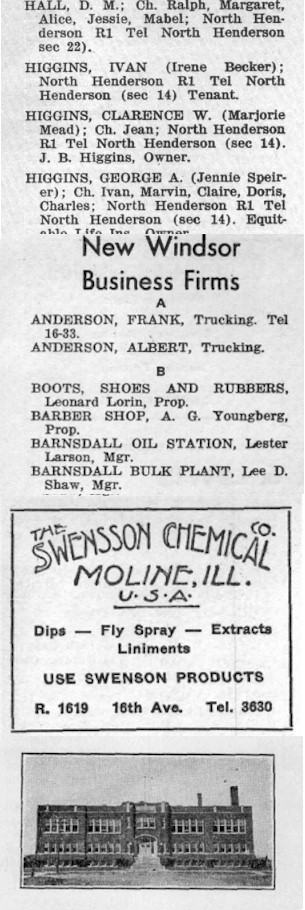 HALL, D. M.; Ch. Ralph, Margaret,
Alice, Jessie, Mabel; North Hen-
derson R1 Tel North Henderson
sec 22).
HIGGINS, IVAN (Irene Becker);
North Henderson R1 Tel North
Henderson (sec 14) Tenant.
HIGGINS, CLARENCE W. (Marjorie
Mead); Ch. Jean; North Henderson
R1 Tel North Henderson (sec 14).
J. B. Higgins, Owner.
HIGGINS, GEORGE A. (Jennie Speir-
er); Ch. Ivan, Marvin, Claire, Doris,
Charles; North Henderson R1 Tel
North Henderson (sec 14). Equit-
able Life Ins. Owner
New Windsor
Business Firms
A
ANDERSON, FRANK, Trucking. Tel
16-33.
ANDERSON, ALBERT, Trucking.
B
BOOTS, SHOES AND RUBBERS,
Leonard Lorin, Prop.
BARBER SHOP, A. G. Youngberg,
Prop.
BARNSDALL OIL STATION, Lester
Larson, Mgr.
BARNSDALL BULK PLANT, Lee D.
Shaw, Mgr.
THE SWENSSON CHEMICAL CO.
MOLINE, ILL.
U.S.A.
Dips — Fly Spray — Extracts
Liniments
USE SWENSON PRODUCTS
R. 1619 16th Ave. Tel. 3630